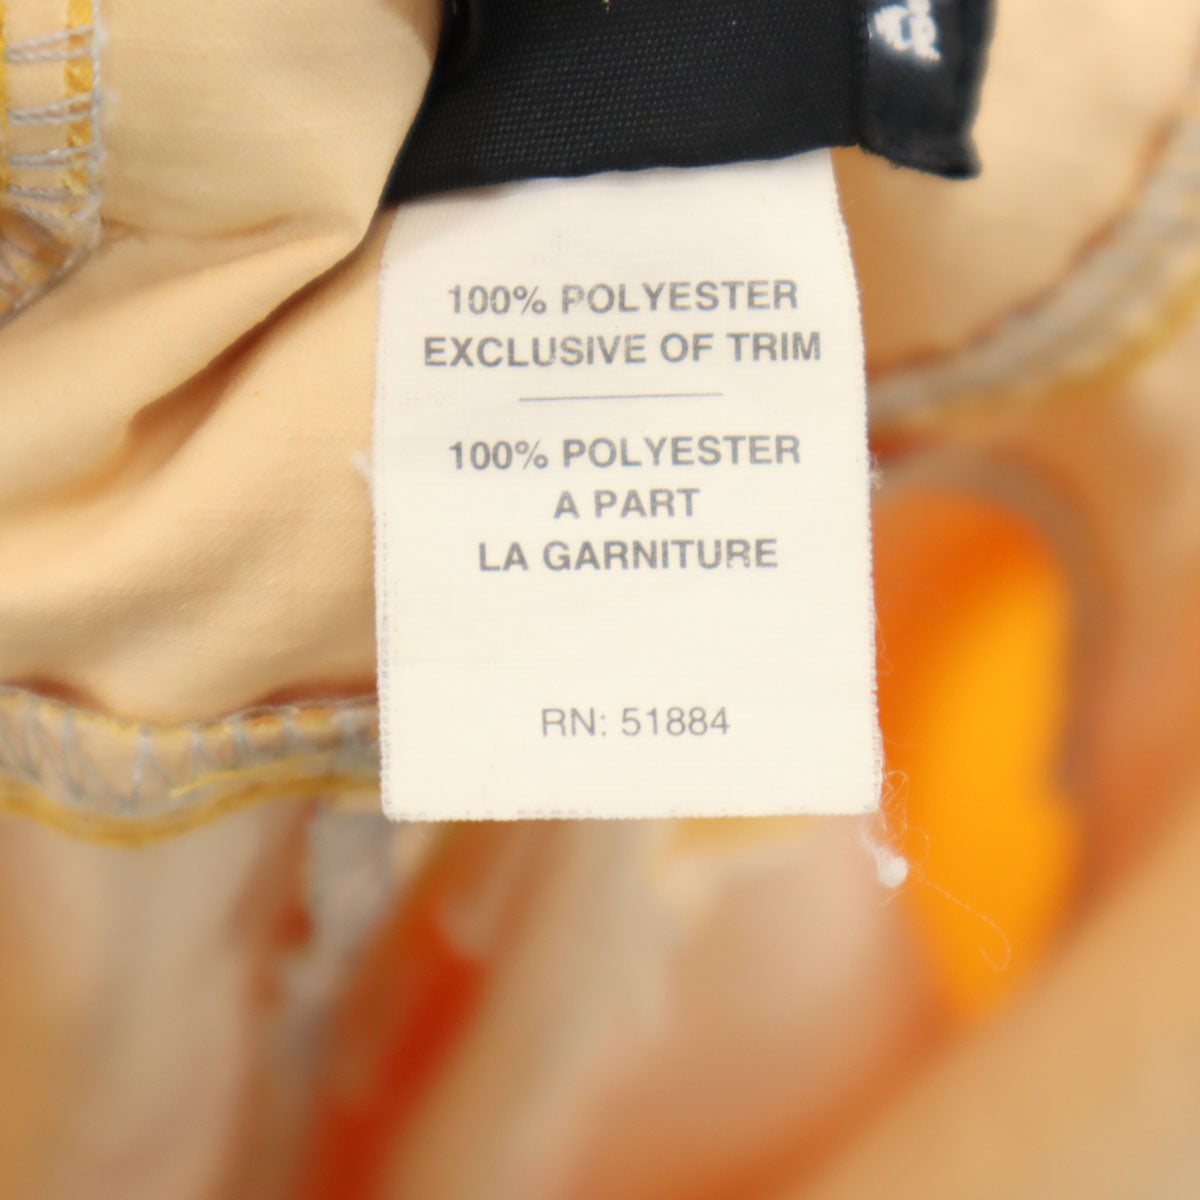 100% POLYESTER
EXCLUSIVE OF TRIM
100% POLYESTER
A PART
LA GARNITURE
RN: 51884